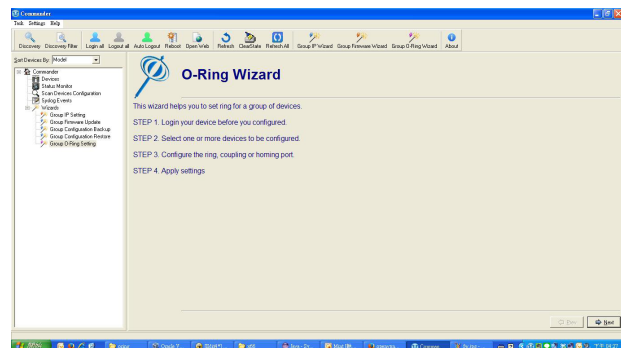 Commander
Task Settings Help
Discovery Discovery Filter Login all Logout all Auto Logout Reboot Open Web Refresh ClearState Refresh All Group IP Wizard Group Firmware Wizard Group O-Ring Wizard About
Sort Devices By: Model
Commander
Devices
Status Monitor
Scan Devices Configuration
Syslog Events
Wizards
Group IP Setting
Group Firmware Update
Group Configuration Backup
Group Configuration Restore
Group O-Ring Setting
O-Ring Wizard
This wizard helps you to set ring for a group of devices.
STEP 1. Login your device before you configured.
STEP 2. Select one or more devices to be configured.
STEP 3. Configure the ring, coupling or homing port.
STEP 4. Apply settings
Prev Next